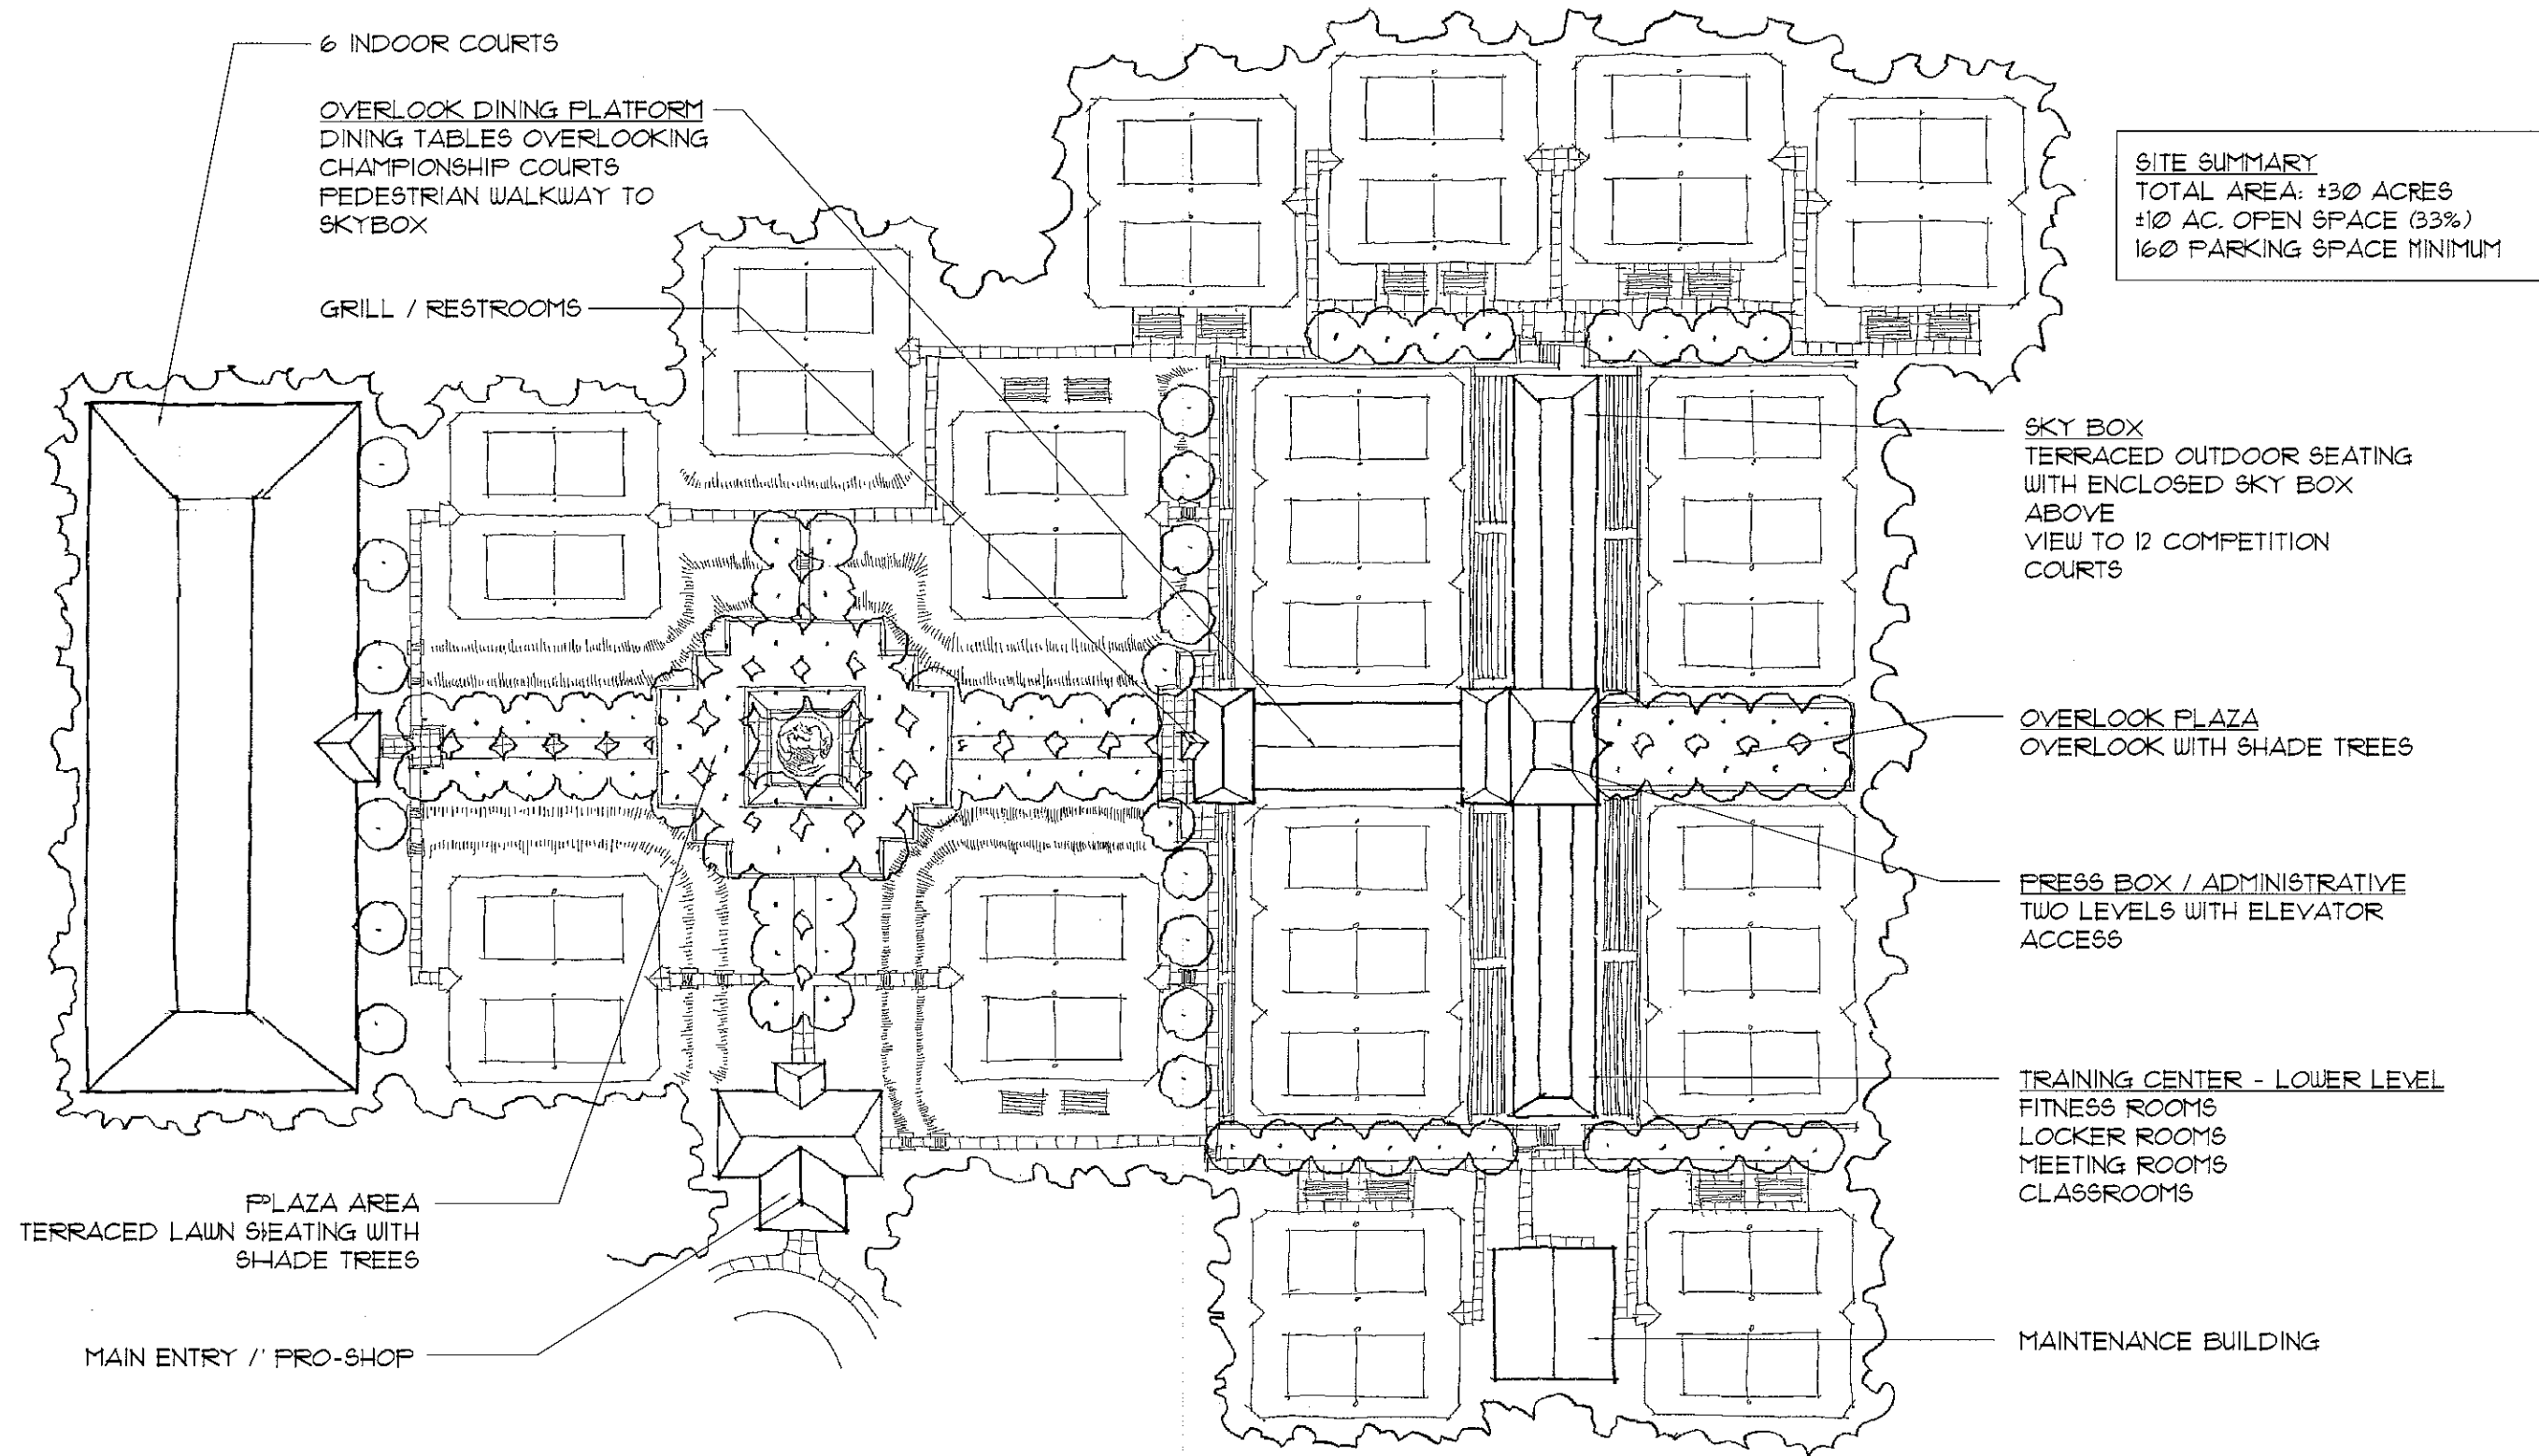 6 INDOOR COURTS
OVERLOOK DINING PLATFORM
DINING TABLES OVERLOOKING
CHAMPIONSHIP COURTS
PEDESTRIAN WALKWAY TO
SKYBOX
GRILL / RESTROOMS
SITE SUMMARY
TOTAL AREA: ±30 ACRES
±10 AC. OPEN SPACE (33%)
160 PARKING SPACE MINIMUM
SKY BOX
TERRACED OUTDOOR SEATING
WITH ENCLOSED SKY BOX
ABOVE
VIEW TO 12 COMPETITION
COURTS
OVERLOOK PLAZA
OVERLOOK WITH SHADE TREES
PRESS BOX / ADMINISTRATIVE
TWO LEVELS WITH ELEVATOR
ACCESS
TRAINING CENTER - LOWER LEVEL
FITNESS ROOMS
LOCKER ROOMS
MEETING ROOMS
CLASSROOMS
PLAZA AREA
TERRACED LAWN SEATING WITH
SHADE TREES
MAIN ENTRY / PRO-SHOP
MAINTENANCE BUILDING